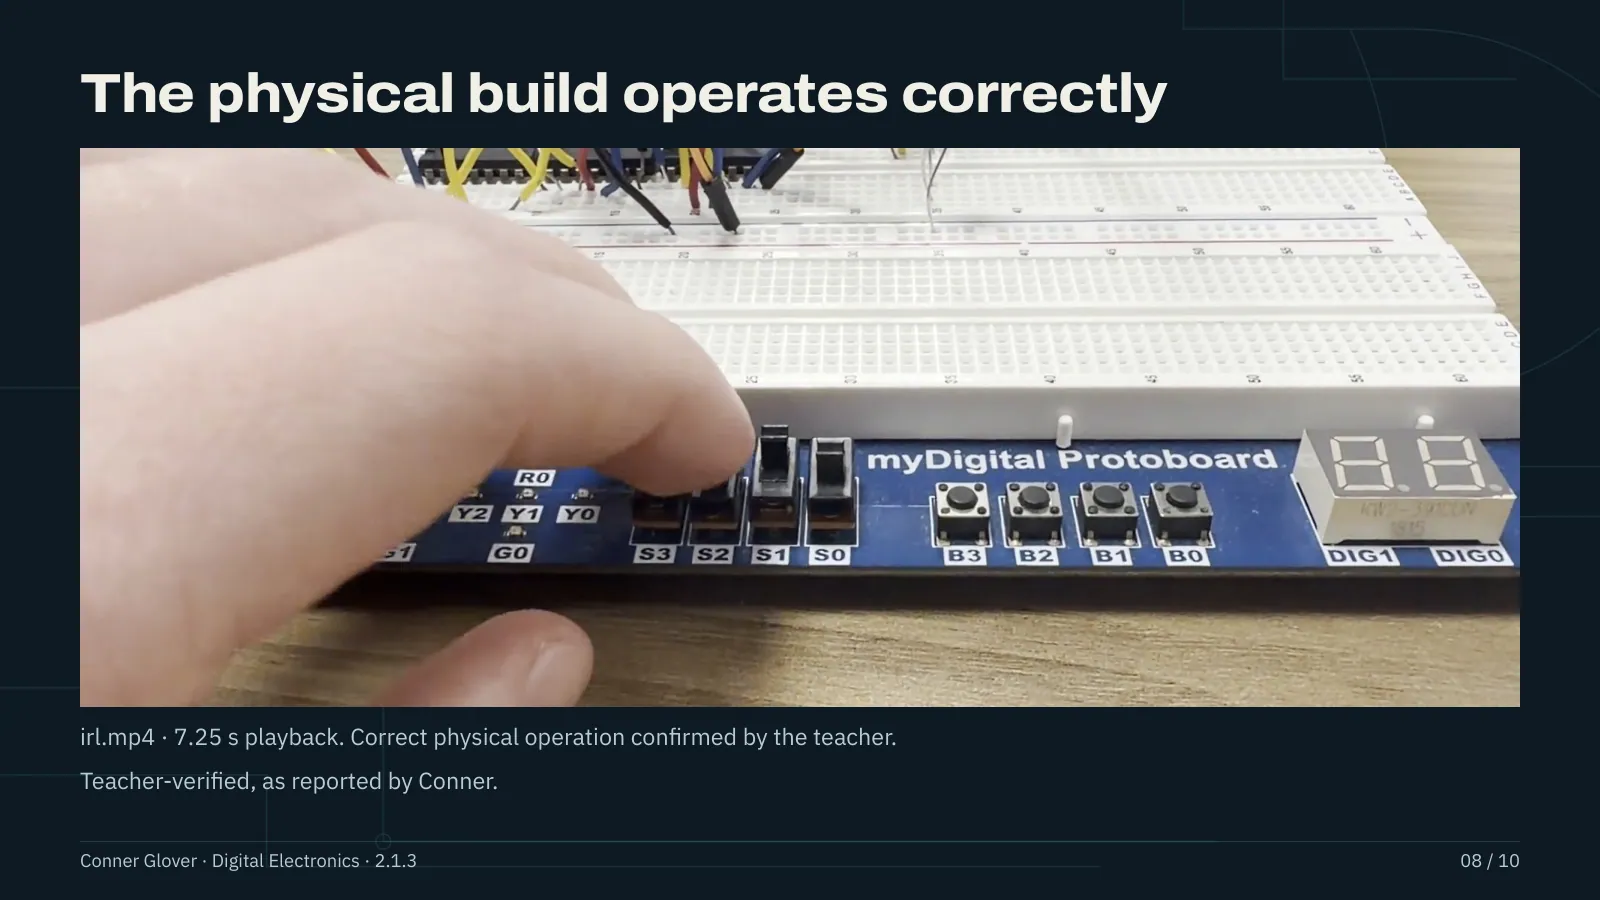 The physical build operates correctly
myDigital Protoboard
R0
Y2 Y1 Y0
G1 G0
S3 S2 S1 S0 B3 B2 B1 B0 DIG1 DIG0
irl.mp4 · 7.25 s playback. Correct physical operation confirmed by the teacher.
Teacher-verified, as reported by Conner.
Conner Glover · Digital Electronics · 2.1.3
08 / 10